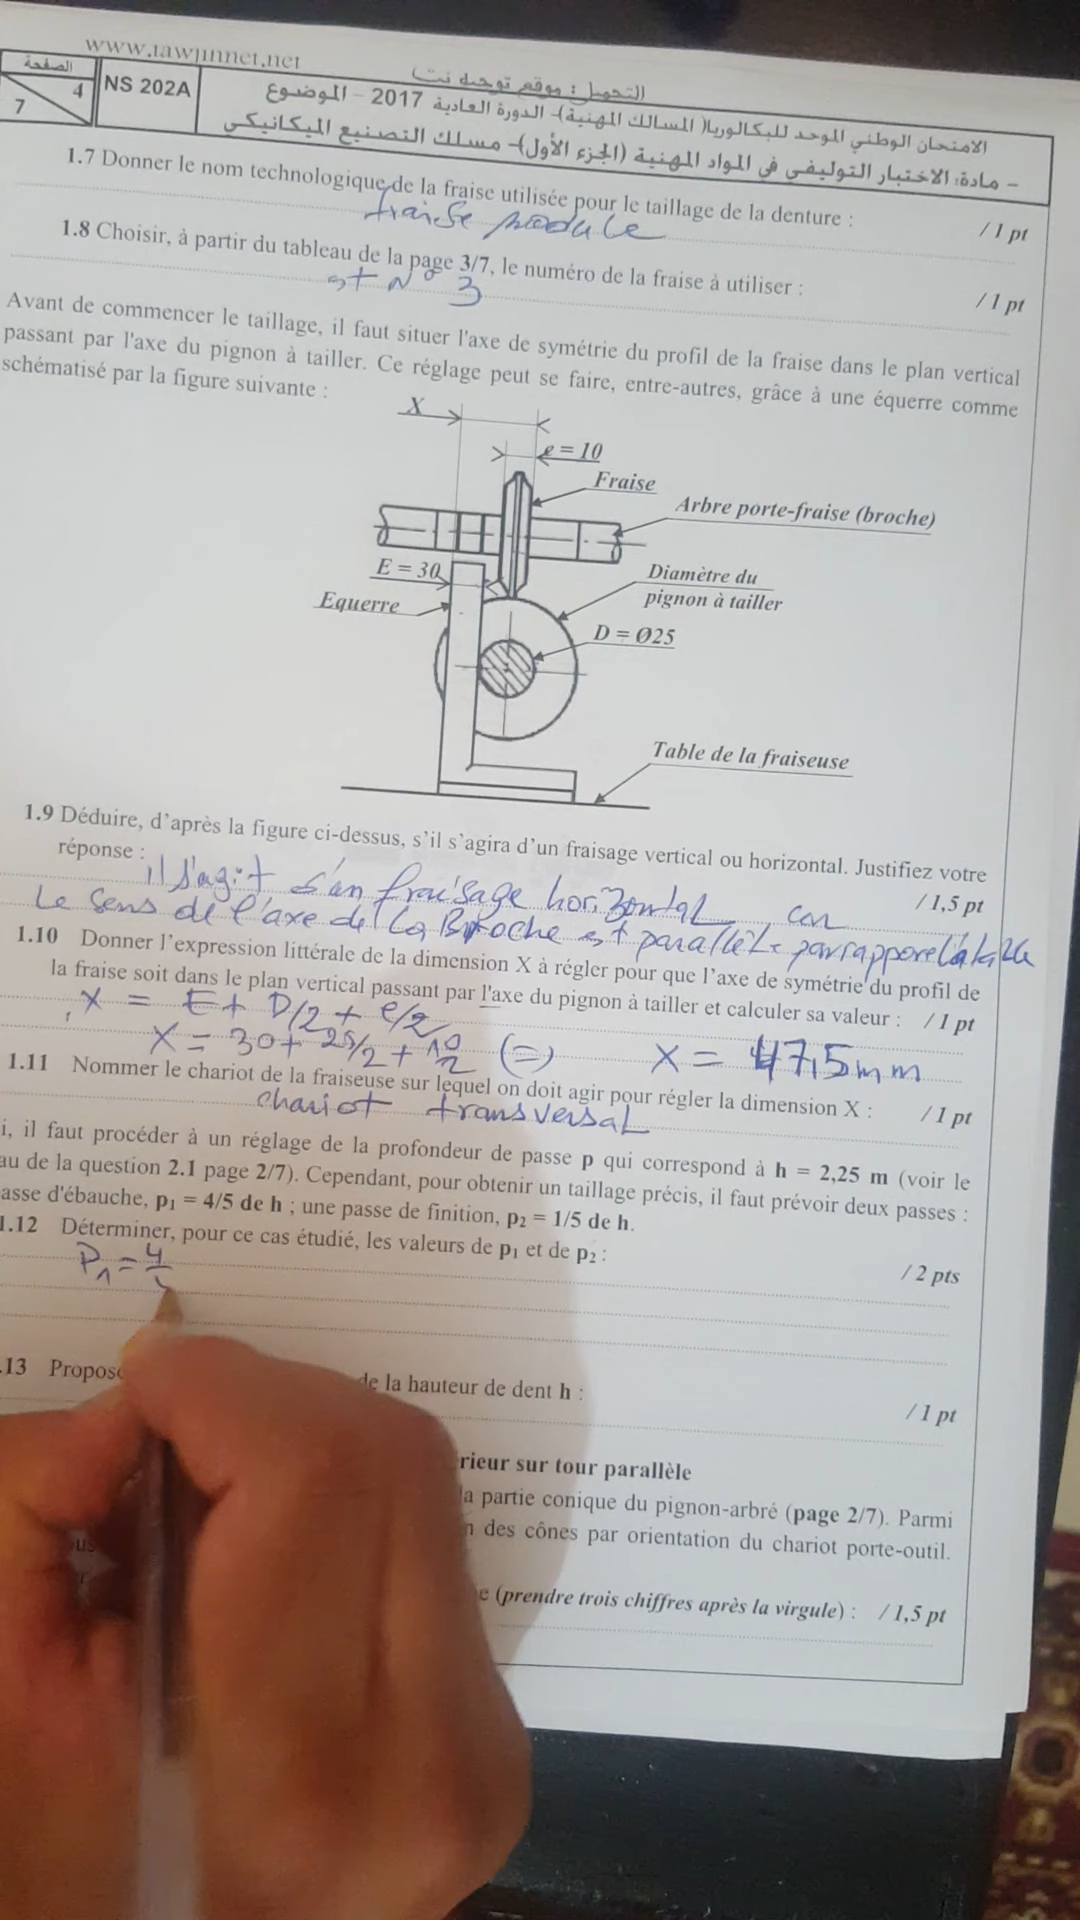 www.tawjihnet.net
التحميل : موقع توجيه نت
الصفحة
4
7
NS 202A
الامتحان الوطني الموحد للبكالوريا (المسالك المهنية) - الدورة العادية 2017 - الموضوع
- مادة: الاختبار التوليفي في المواد المهنية (الجزء الأول) - مسلك التصنيع الميكانيكي
1.7 Donner le nom technologique de la fraise utilisée pour le taillage de la denture : / 1 pt
fraise module
1.8 Choisir, à partir du tableau de la page 3/7, le numéro de la fraise à utiliser : / 1 pt
st N° 3
Avant de commencer le taillage, il faut situer l'axe de symétrie du profil de la fraise dans le plan vertical
passant par l'axe du pignon à tailler. Ce réglage peut se faire, entre-autres, grâce à une équerre comme
schématisé par la figure suivante :
X
e = 10
Fraise
Arbre porte-fraise (broche)
E = 30
Diamètre du
pignon à tailler
Equerre
D = Ø25
Table de la fraiseuse
1.9 Déduire, d'après la figure ci-dessus, s'il s'agira d'un fraisage vertical ou horizontal. Justifiez votre
réponse : / 1,5 pt
il s'agit d'un fraisage horizontal car
Le sens de l'axe de La Broche est parallèle
1.10 Donner l'expression littérale de la dimension X à régler pour que l'axe de symétrie du profil de
la fraise soit dans le plan vertical passant par l'axe du pignon à tailler et calculer sa valeur : / 1 pt
X = E + D/2 + e/2
X = 30 + 25/2 + 10/2 (=) X = 47,5 mm
1.11 Nommer le chariot de la fraiseuse sur lequel on doit agir pour régler la dimension X : / 1 pt
chariot transversal
i, il faut procéder à un réglage de la profondeur de passe p qui correspond à h = 2,25 m (voir le
au de la question 2.1 page 2/7). Cependant, pour obtenir un taillage précis, il faut prévoir deux passes :
asse d'ébauche, p₁ = 4/5 de h ; une passe de finition, p₂ = 1/5 de h.
1.12 Déterminer, pour ce cas étudié, les valeurs de p₁ et de p₂ : / 2 pts
P₁ = 4
.13 Propos de la hauteur de dent h : / 1 pt
rieur sur tour parallèle
la partie conique du pignon-arbré (page 2/7). Parmi
n des cônes par orientation du chariot porte-outil.
e (prendre trois chiffres après la virgule) : / 1,5 pt